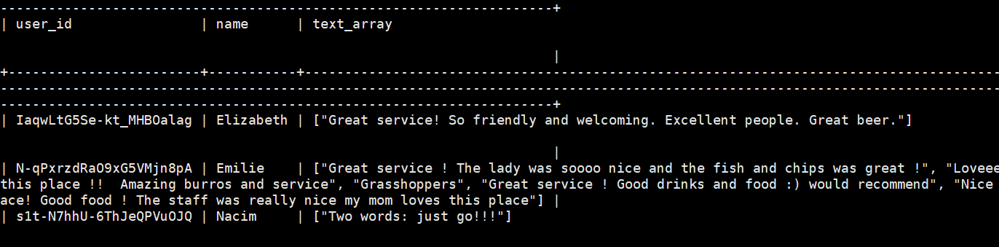 ----------------------------------------------------------------------+
| user_id                | name      | text_array
|
+------------------------+-----------+----------------------------------------------------------------------------------------
-----------------------------------------------------------------------------------------------------------------------------
----------------------------------------------------------------------+
| IaqwLtG5Se-kt_MHBOalag | Elizabeth | ["Great service! So friendly and welcoming. Excellent people. Great beer."]
|
| N-qPxrzdRaO9xG5VMjn8pA | Emilie    | ["Great service ! The lady was soooo nice and the fish and chips was great !", "Loveee
this place !!  Amazing burros and service", "Grasshoppers", "Great service ! Good drinks and food :) would recommend", "Nice
ace! Good food ! The staff was really nice my mom loves this place"] |
| s1t-N7hhU-6ThJeQPVuOJQ | Nacim     | ["Two words: just go!!!"]